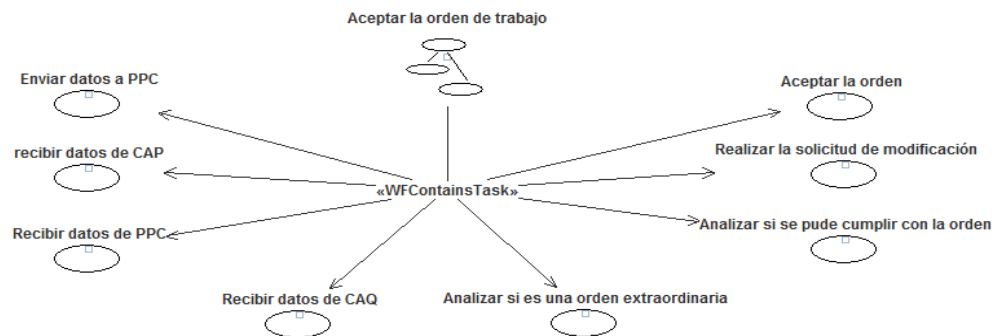 Aceptar la orden de trabajo
Enviar datos a PPC
Aceptar la orden
recibir datos de CAP
Realizar la solicitud de modificación
«WFContainsTask»
Recibir datos de PPC
Analizar si se pude cumplir con la orden
Recibir datos de CAQ
Analizar si es una orden extraordinaria